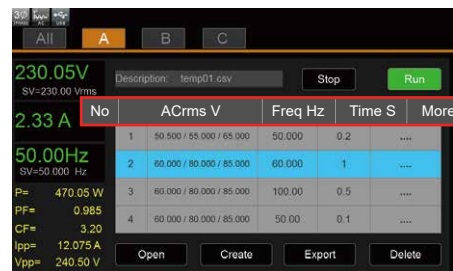 3Ø AC USB
All A B C
230.05V
SV=230.00 Vrms
2.33 A
50.00Hz
SV=50.000 Hz
P= 470.05 W
PF= 0.985
CF= 3.20
Ipp= 12.075 A
Vpp= 240.50 V
Description: temp01.csv Stop Run
No ACrms V Freq Hz Time S More
1 50.500 / 55.000 / 65.000 50.000 0.2 ....
2 60.000 / 80.000 / 85.000 60.000 1 ....
3 60.000 / 80.000 / 85.000 100.00 0.5 ....
4 60.000 / 80.000 / 85.000 50.00 0.1 ....
Open Create Export Delete